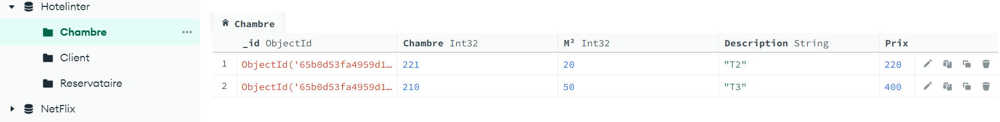 Hotelinter
Chambre
Client
Reservataire
NetFlix
Chambre
_id ObjectId Chambre Int32 M² Int32 Description String Prix
1 ObjectId('65b0d53fa4959d1… 221 20 "T2" 220
2 ObjectId('65b0d53fa4959d1… 210 50 "T3" 400